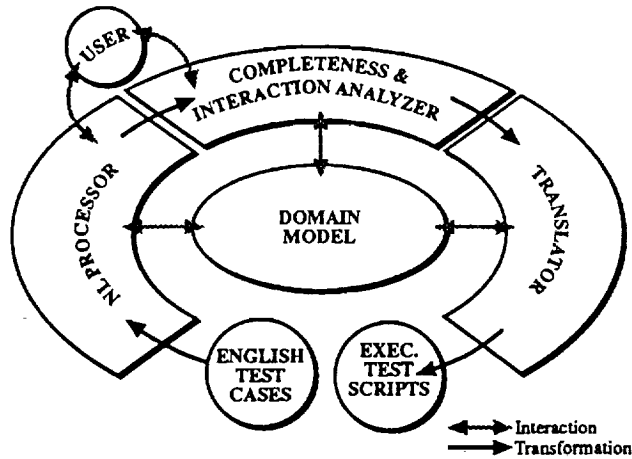 USER
COMPLETENESS &
INTERACTION ANALYZER
NL PROCESSOR
DOMAIN
MODEL
TRANSLATOR
ENGLISH
TEST
CASES
EXEC.
TEST
SCRIPTS
Interaction
Transformation